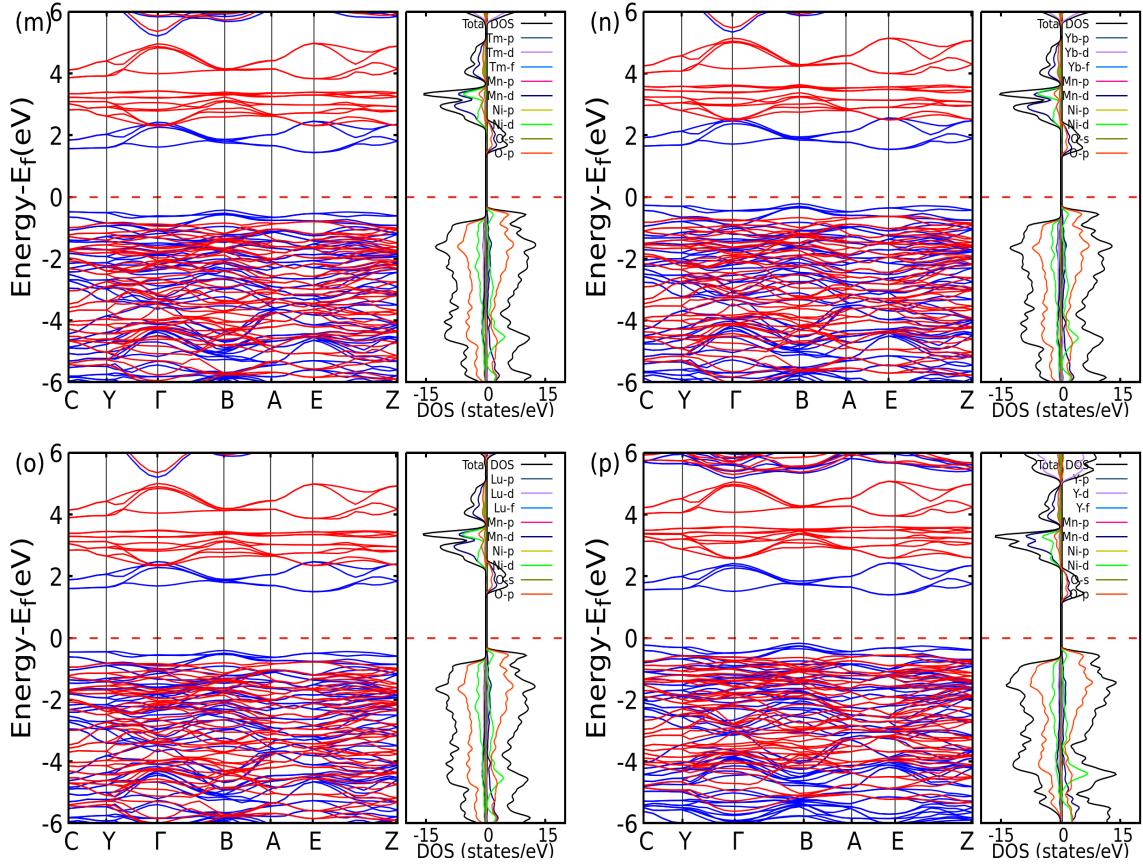 (m)
Energy-E_f(eV)
6
4
2
0
-2
-4
-6
C Y Γ B A E Z
Total DOS
Tm-p
Tm-d
Tm-f
Mn-p
Mn-d
Ni-p
Ni-d
O-s
O-p
-15 0 15
DOS (states/eV)
(n)
Energy-E_f(eV)
6
4
2
0
-2
-4
-6
C Y Γ B A E Z
Total DOS
Yb-p
Yb-d
Yb-f
Mn-p
Mn-d
Ni-p
Ni-d
O-s
O-p
-15 0 15
DOS (states/eV)
(o)
Energy-E_f(eV)
6
4
2
0
-2
-4
-6
C Y Γ B A E Z
Total DOS
Lu-p
Lu-d
Lu-f
Mn-p
Mn-d
Ni-p
Ni-d
O-s
O-p
-15 0 15
DOS (states/eV)
(p)
Energy-E_f(eV)
6
4
2
0
-2
-4
-6
C Y Γ B A E Z
Total DOS
Y-p
Y-d
Y-f
Mn-p
Mn-d
Ni-p
Ni-d
O-s
O-p
-15 0 15
DOS (states/eV)